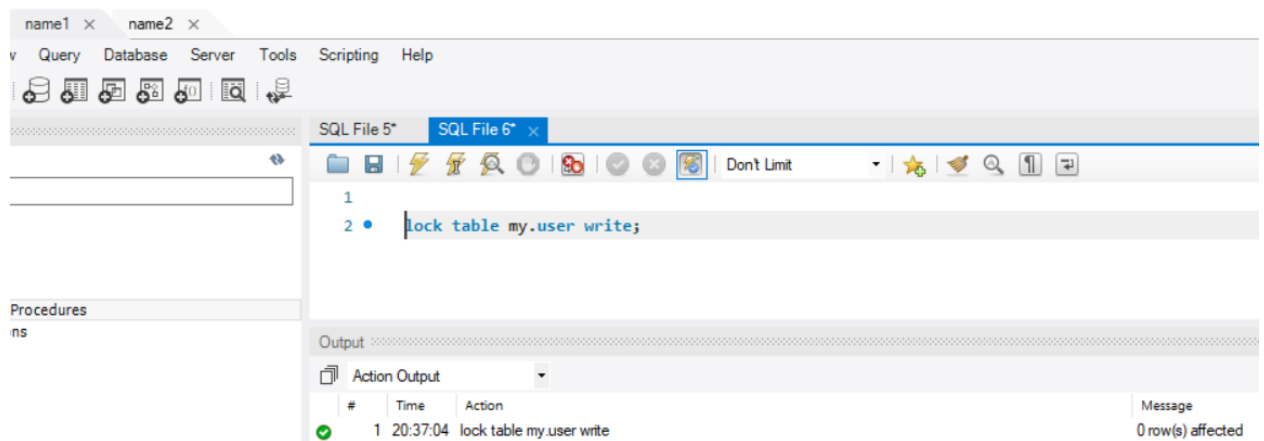 name1 × name2 ×
Query Database Server Tools Scripting Help
SQL File 5* SQL File 6* ×
Don't Limit
1
2 lock table my.user write;
Procedures
ns
Output
Action Output
# Time Action Message
1 20:37:04 lock table my.user write 0 row(s) affected